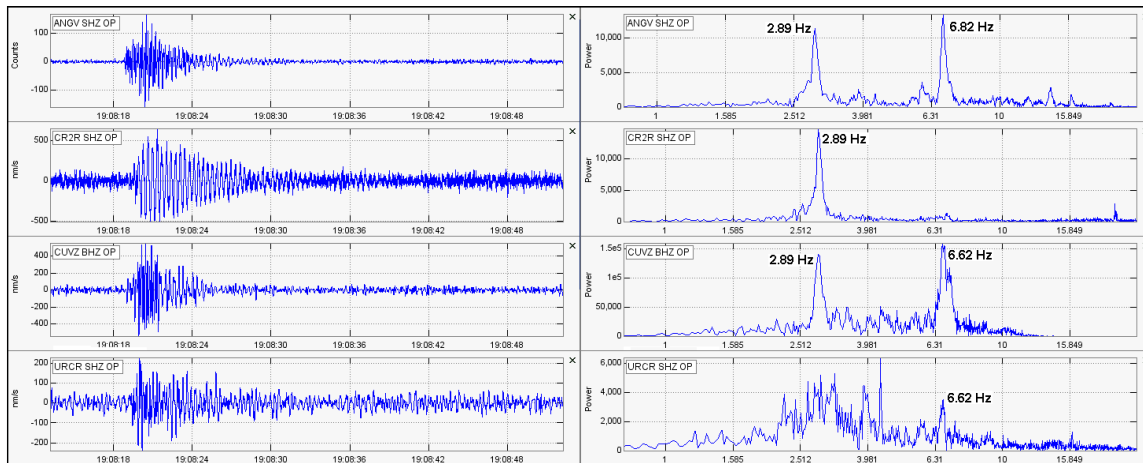 ANGV SHZ OP
×
100
0
-100
Counts
19:08:18 19:08:24 19:08:30 19:08:36 19:08:42 19:08:48
ANGV SHZ OP
2.89 Hz
6.82 Hz
10,000
5,000
0
Power
1 1.585 2.512 3.981 6.31 10 15.849
CR2R SHZ OP
×
500
0
-500
nm/s
19:08:18 19:08:24 19:08:30 19:08:36 19:08:42 19:08:48
CR2R SHZ OP
2.89 Hz
10,000
5,000
0
Power
1 1.585 2.512 3.981 6.31 10 15.849
CUVZ BHZ OP
×
400
200
0
-200
-400
nm/s
19:08:18 19:08:24 19:08:30 19:08:36 19:08:42 19:08:48
CUVZ BHZ OP
2.89 Hz
6.62 Hz
1.5e5
1e5
50,000
0
Power
1 1.585 2.512 3.981 6.31 10 15.849
URCR SHZ OP
×
200
100
0
-100
-200
nm/s
19:08:18 19:08:24 19:08:30 19:08:36 19:08:42 19:08:48
URCR SHZ OP
6.62 Hz
6,000
4,000
2,000
0
Power
1 1.585 2.512 3.981 6.31 10 15.849